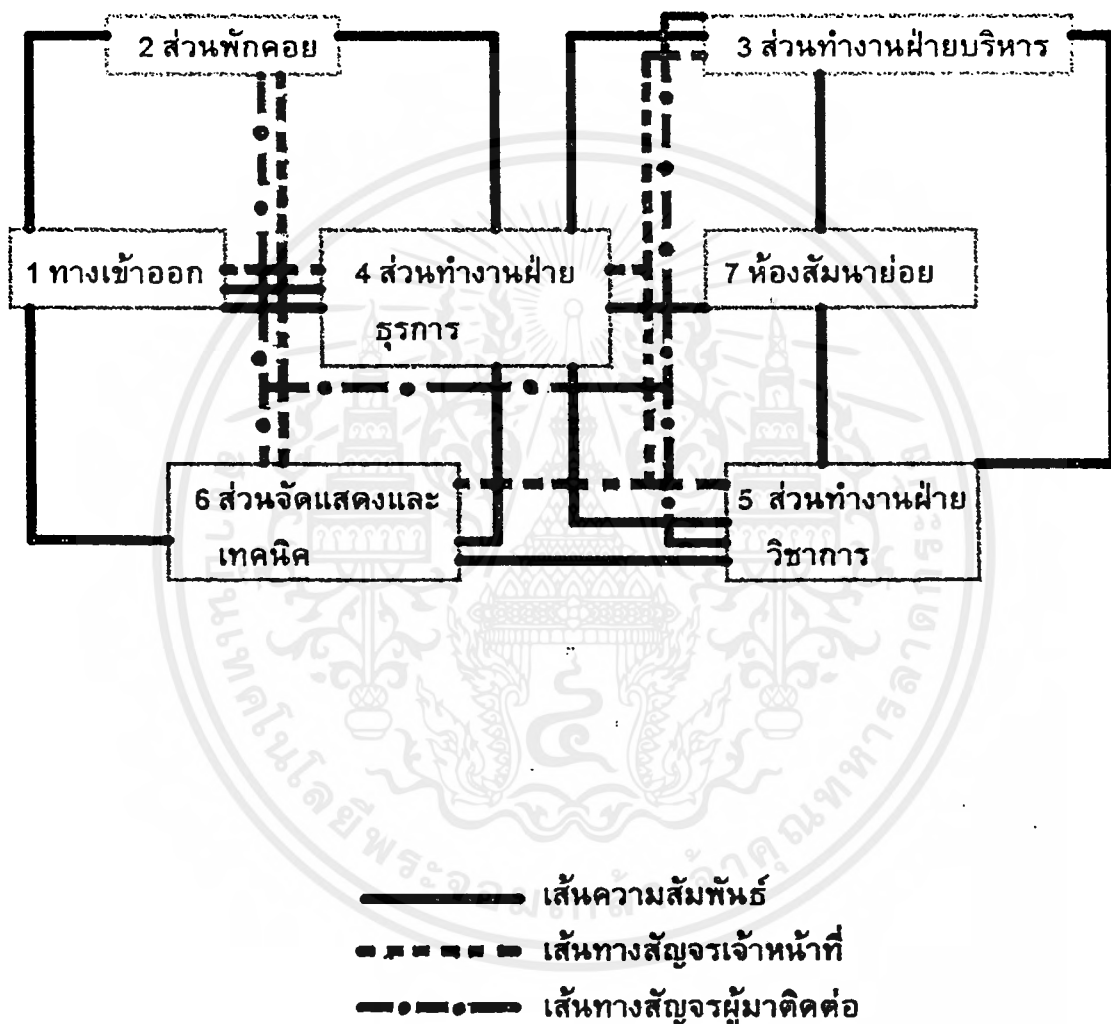 2 ส่วนพักคอย
3 ส่วนทำงานฝ่ายบริหาร
1 ทางเข้าออก
4 ส่วนทำงานฝ่าย
ธุรการ
7 ห้องสัมนาย่อย
6 ส่วนจัดแสดงและ
เทคนิค
5 ส่วนทำงานฝ่าย
วิชาการ
เส้นความสัมพันธ์
เส้นทางสัญจรเจ้าหน้าที่
เส้นทางสัญจรผู้มาติดต่อ